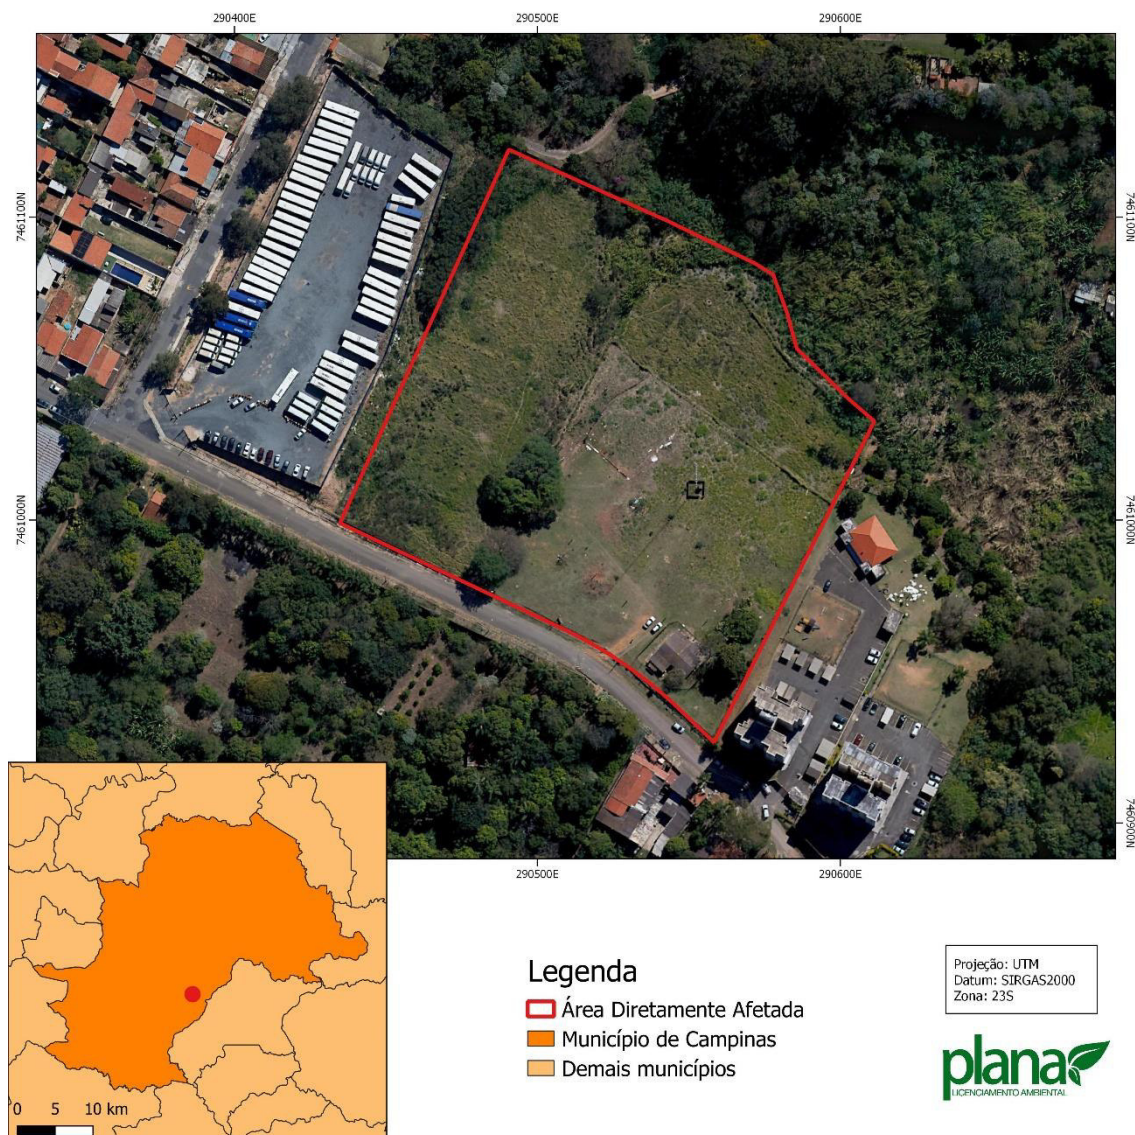 290400E
290500E
290600E
7461100N
7461100N
7461000N
7461000N
7460900N
290500E
290600E
0 5 10 km
Legenda
Área Diretamente Afetada
Município de Campinas
Demais municípios
Projeção: UTM
Datum: SIRGAS2000
Zona: 23S
plana
LICENCIAMENTO AMBIENTAL